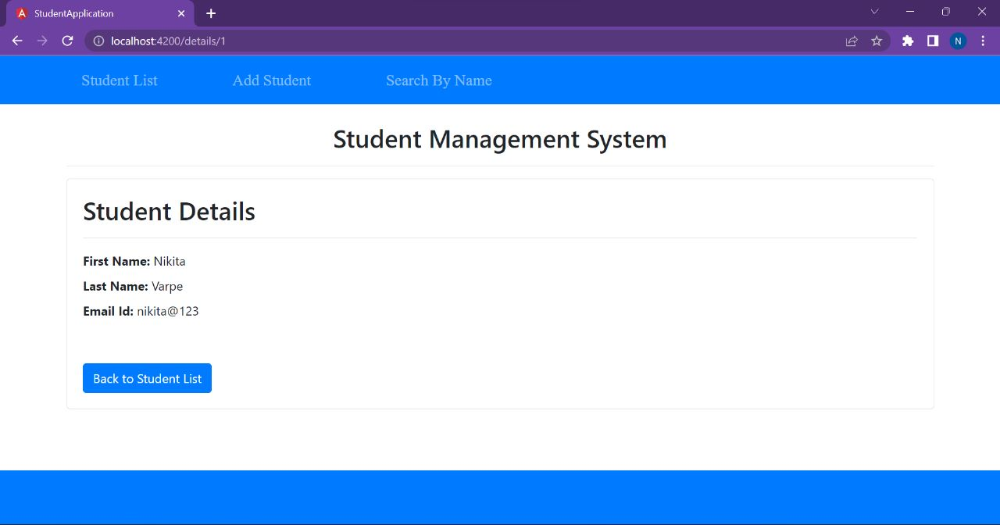 StudentApplication
localhost:4200/details/1
N
Student List Add Student Search By Name
Student Management System
Student Details
First Name: Nikita
Last Name: Varpe
Email Id: nikita@123
Back to Student List